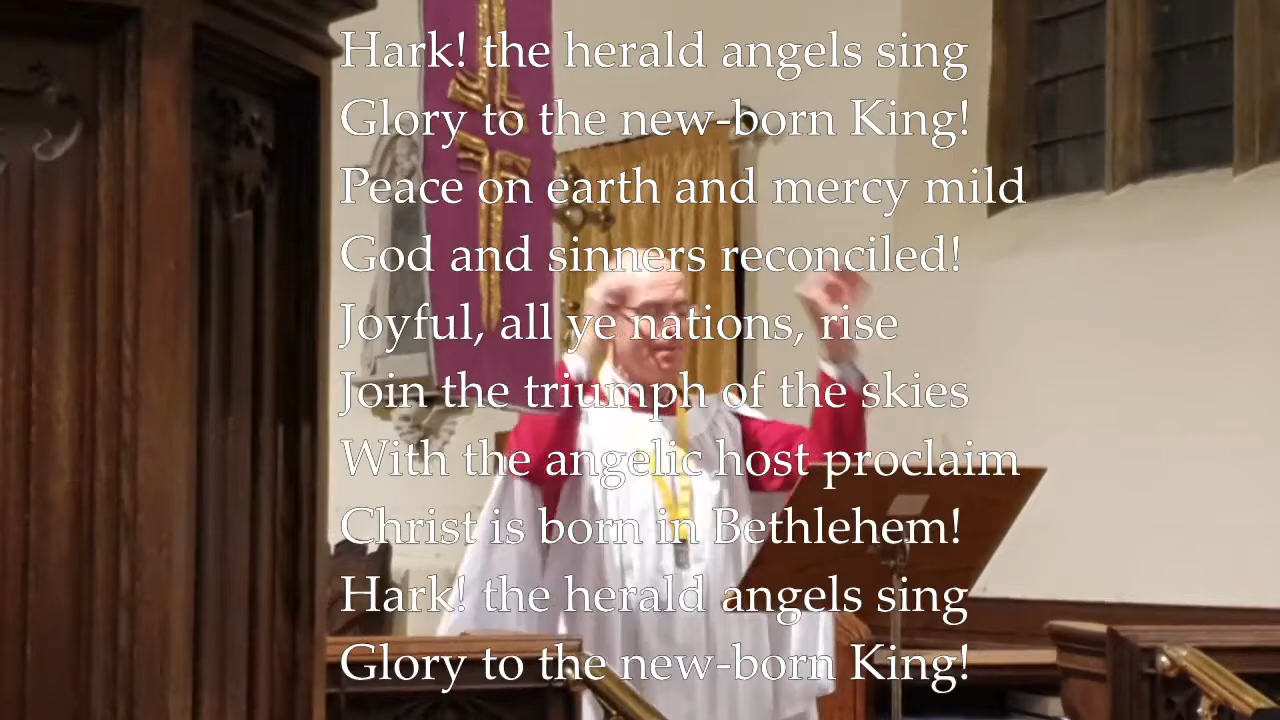 Hark! the herald angels sing
Glory to the new-born King!
Peace on earth and mercy mild
God and sinners reconciled!
Joyful, all ye nations, rise
Join the triumph of the skies
With the angelic host proclaim
Christ is born in Bethlehem!
Hark! the herald angels sing
Glory to the new-born King!